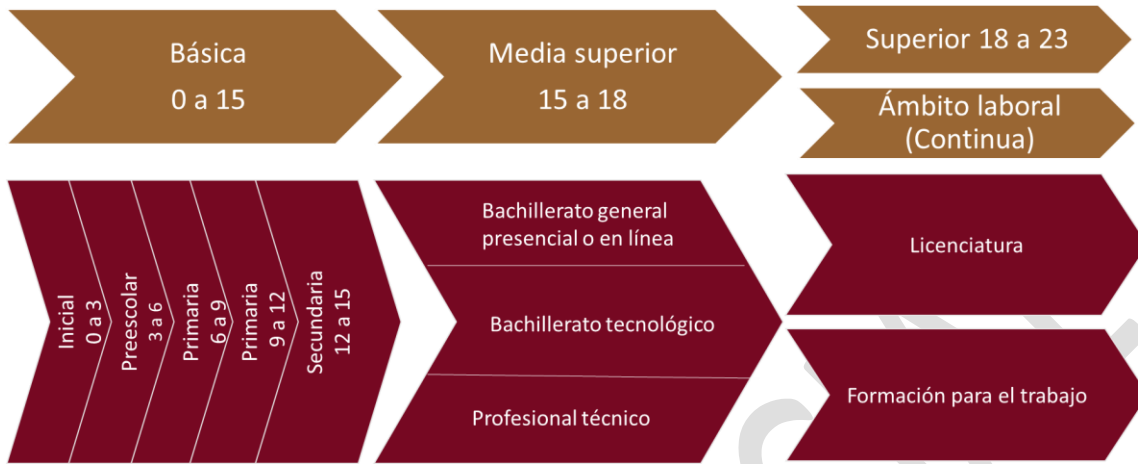 Básica
0 a 15
Media superior
15 a 18
Superior 18 a 23
Ámbito laboral
(Continua)
Inicial
0 a 3
Preescolar
3 a 6
Primaria
6 a 9
Primaria
9 a 12
Secundaria
12 a 15
Bachillerato general
presencial o en línea
Bachillerato tecnológico
Profesional técnico
Licenciatura
Formación para el trabajo